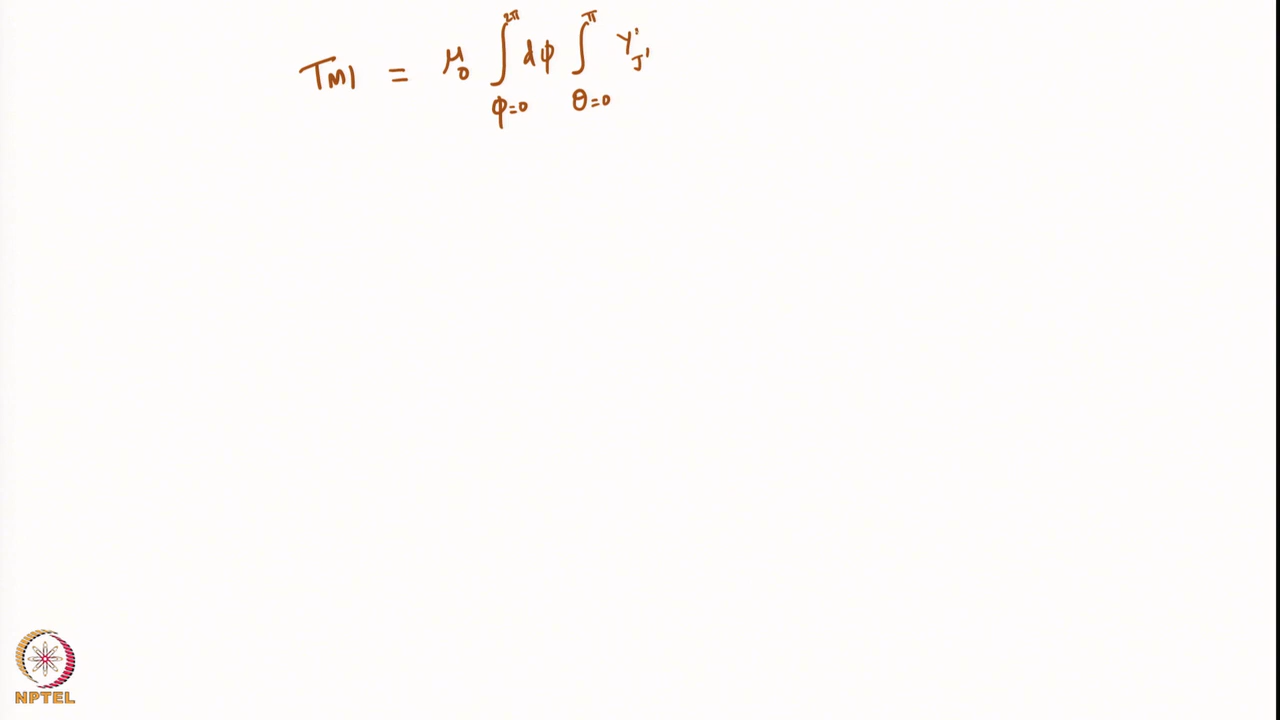 TMI = μ₀ ∫_{φ=0}^{2π} dφ ∫_{θ=0}^{π} Y'_{J'}
NPTEL